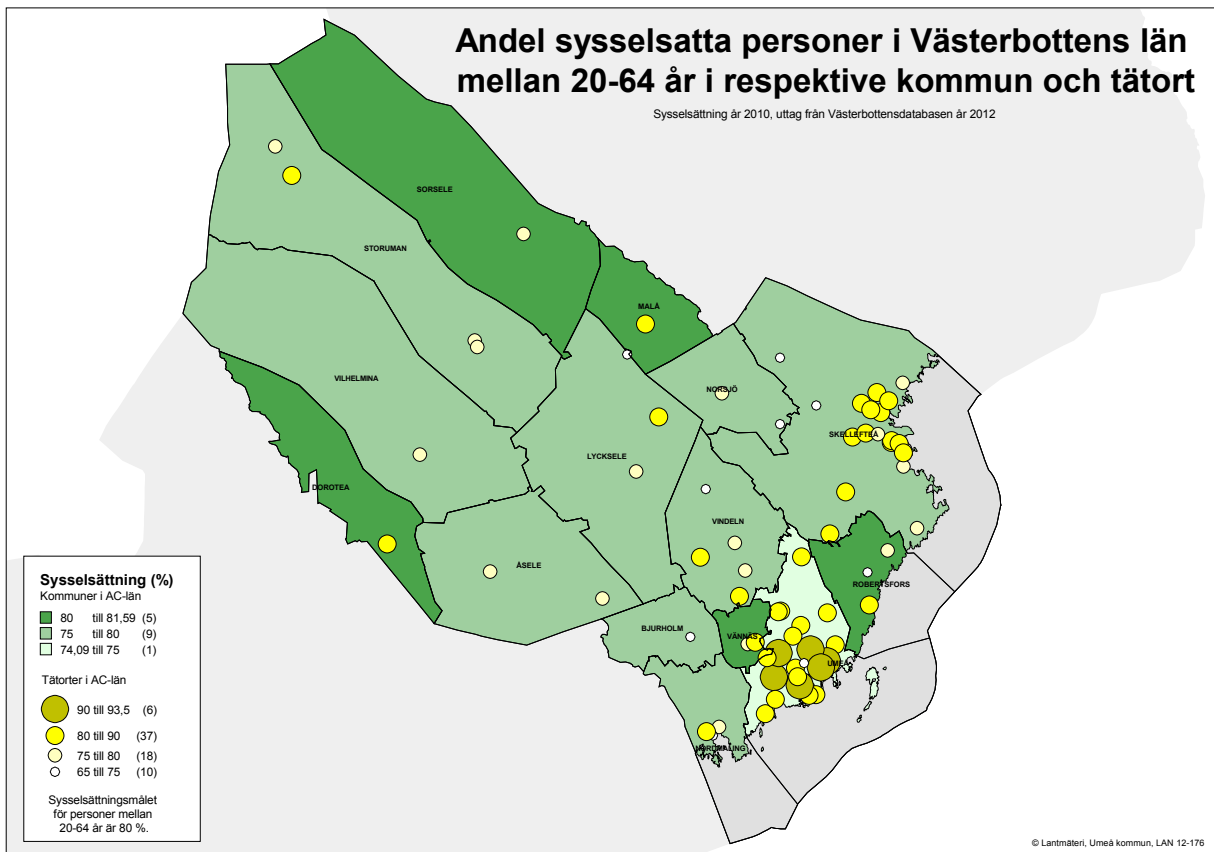 Andel sysselsatta personer i Västerbottens län
mellan 20-64 år i respektive kommun och tätort
Sysselsättning år 2010, uttag från Västerbottensdatabasen år 2012
SORSELE
STORUMAN
MALÅ
VILHELMINA
NORSJÖ
SKELLEFTEÅ
LYCKSELE
DOROTEA
VINDELN
ÅSELE
ROBERTSFORS
BJURHOLM
VÄNNÄS
UMEÅ
NORDMALING
Sysselsättning (%)
Kommuner i AC-län
80 till 81,59 (5)
75 till 80 (9)
74,09 till 75 (1)
Tätorter i AC-län
90 till 93,5 (6)
80 till 90 (37)
75 till 80 (18)
65 till 75 (10)
Sysselsättningsmålet
för personer mellan
20-64 år är 80 %.
© Lantmäteri, Umeå kommun, LAN 12-176